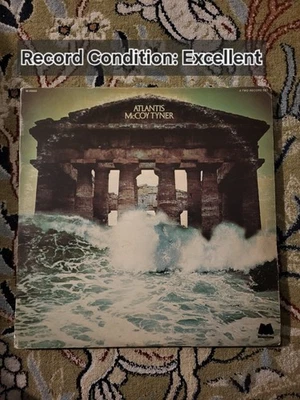 Record Condition: Excellent
ATLANTIS
McCOY TYNER